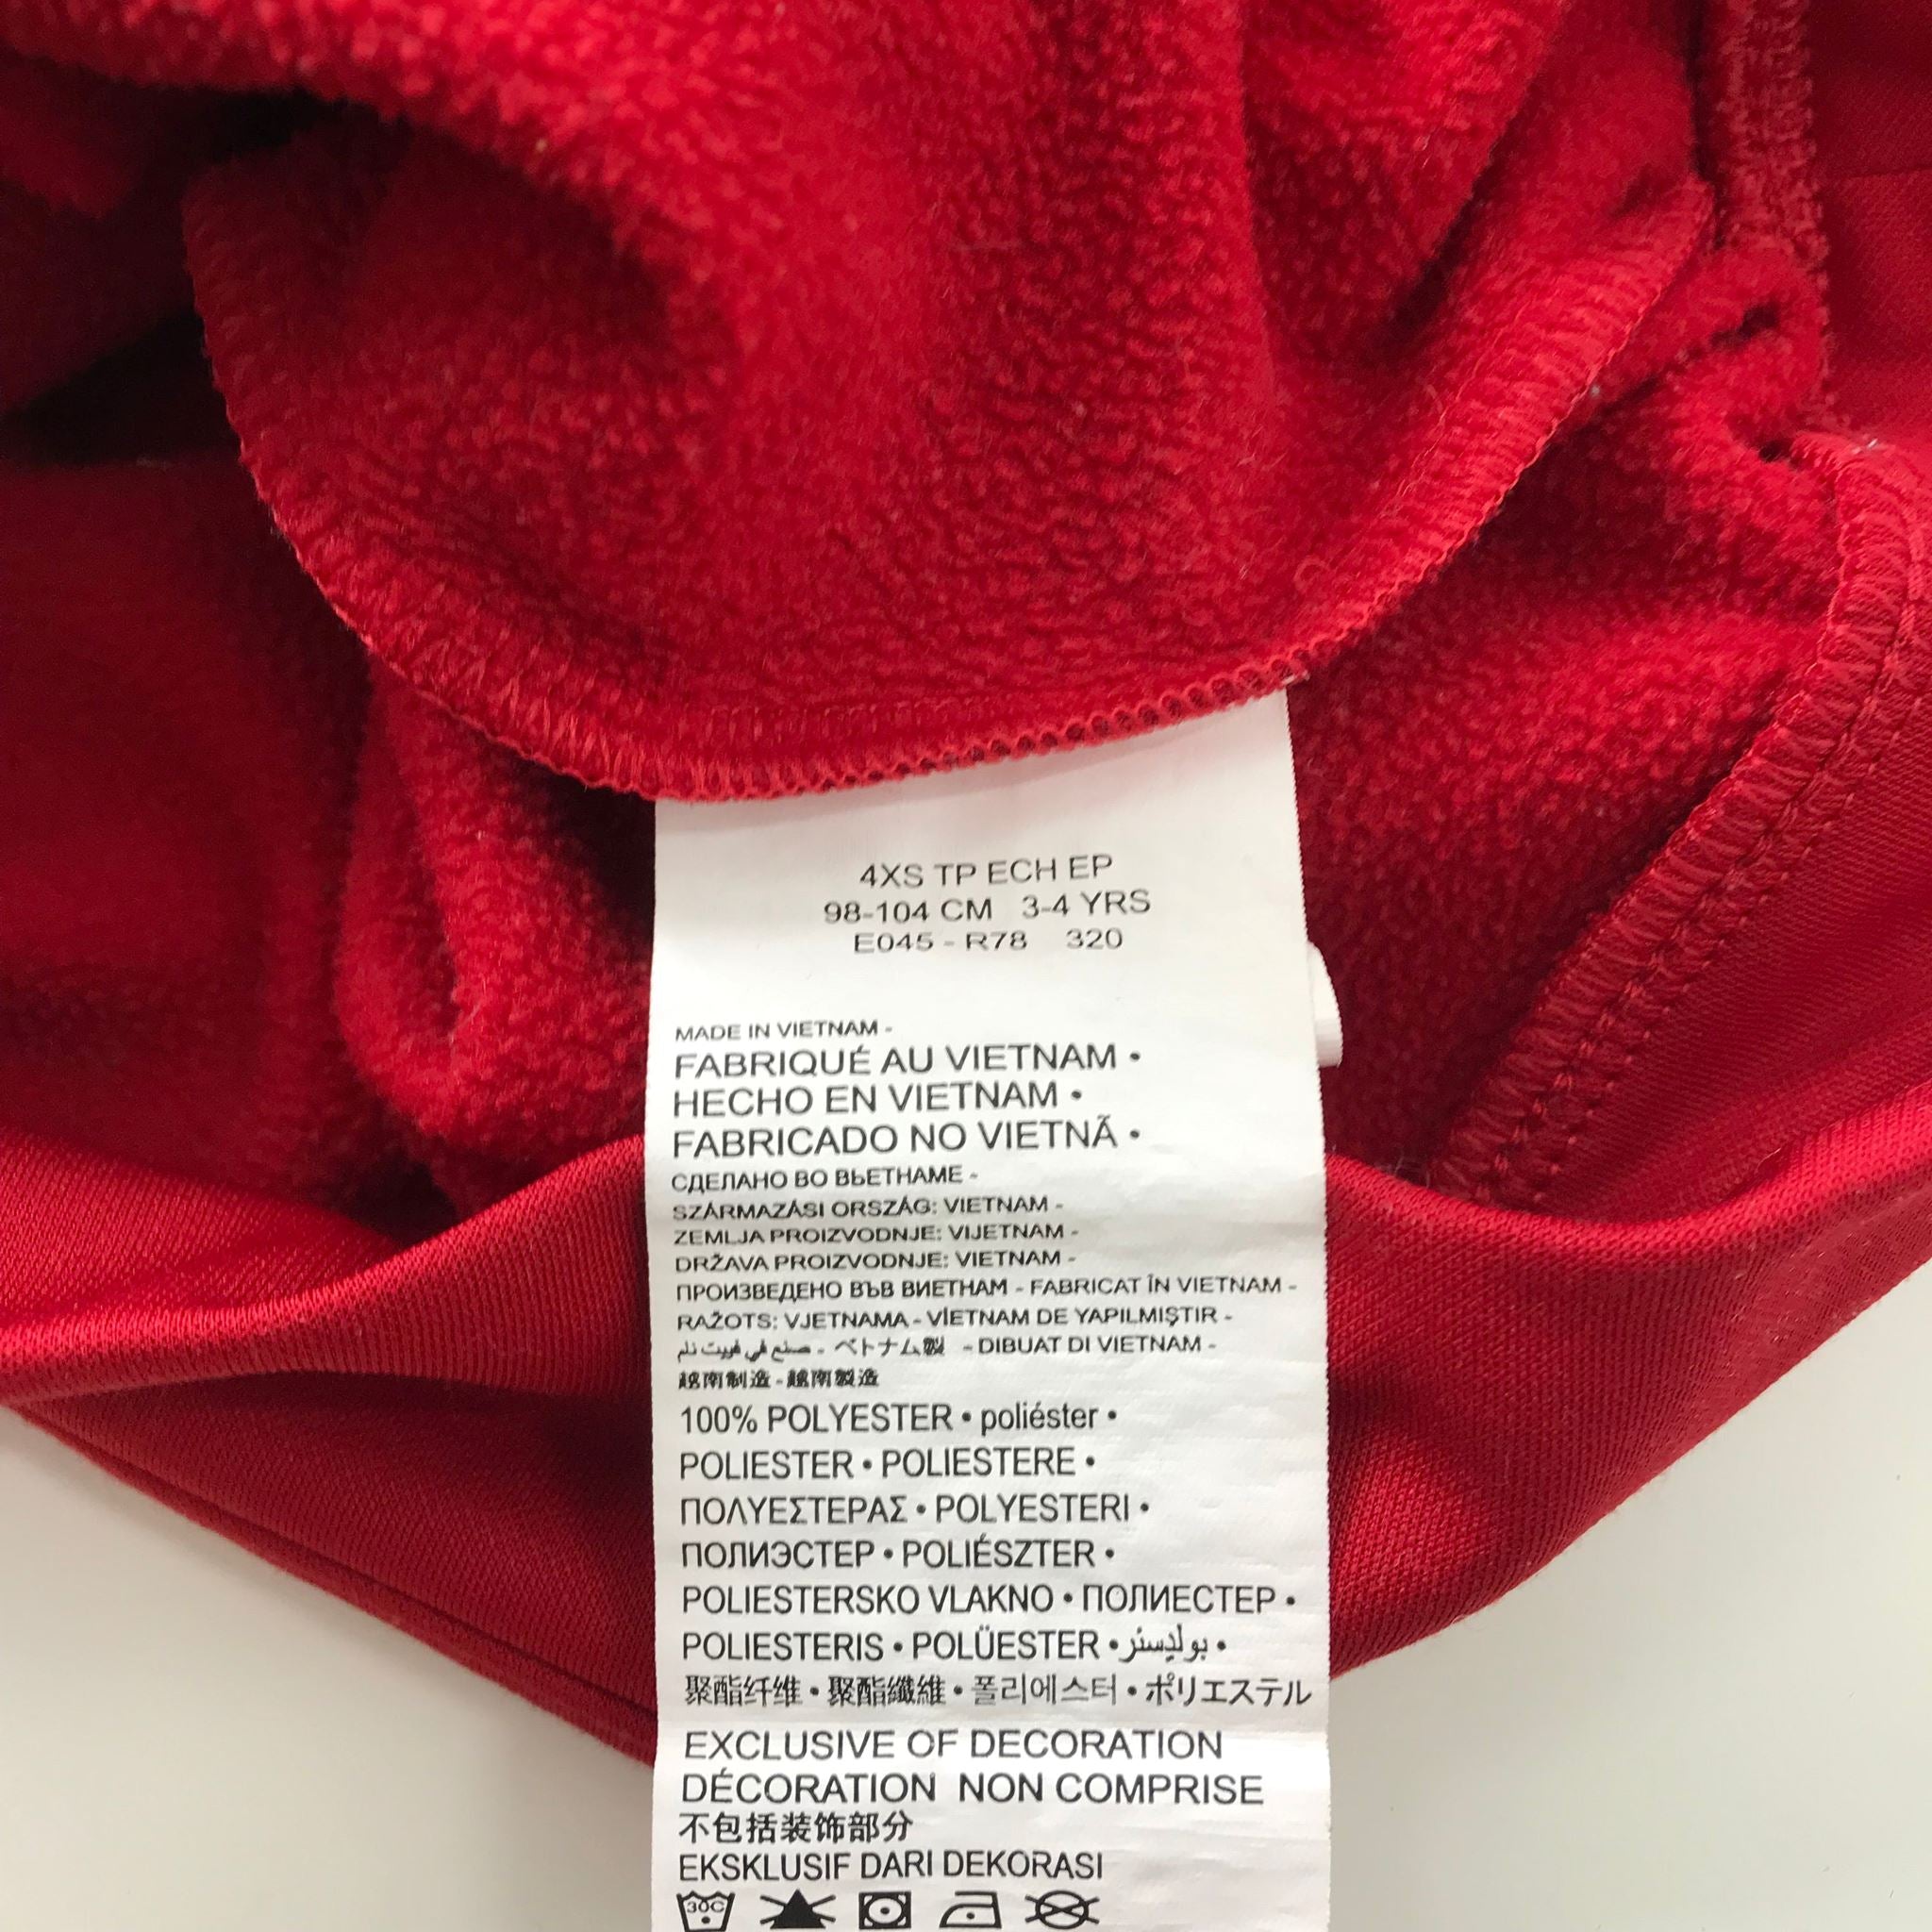 4XS TP ECH EP
98-104 CM 3-4 YRS
E045 - R78 320
MADE IN VIETNAM -
FABRIQUÉ AU VIETNAM •
HECHO EN VIETNAM •
FABRICADO NO VIETNÃ •
СДЕЛАНО ВО ВЬЕТНАМЕ -
SZÁRMAZÁSI ORSZÁG: VIETNAM -
ZEMLJA PROIZVODNJE: VIJETNAM -
DRŽAVA PROIZVODNJE: VIETNAM -
ПРОИЗВЕДЕНО ВЪВ ВИЕТНАМ - FABRICAT ÎN VIETNAM -
RAŽOTS: VJETNAMA - VİETNAM DE YAPILMIŞTIR -
صنع في فييت نام - ベトナム製 - DIBUAT DI VIETNAM -
越南制造 - 越南製造
100% POLYESTER • poliéster •
POLIESTER • POLIESTERE •
ΠΟΛΥΕΣΤΕΡΑΣ • POLYESTERI •
ПОЛИЭСТЕР • POLIÉSZTER •
POLIESTERSKO VLAKNO • ПОЛИЕСТЕР •
POLIESTERIS • POLÜESTER • بوليستر •
聚酯纤维 • 聚酯纖維 • 폴리에스터 • ポリエステル
EXCLUSIVE OF DECORATION
DÉCORATION NON COMPRISE
不包括装饰部分
EKSKLUSIF DARI DEKORASI
30C